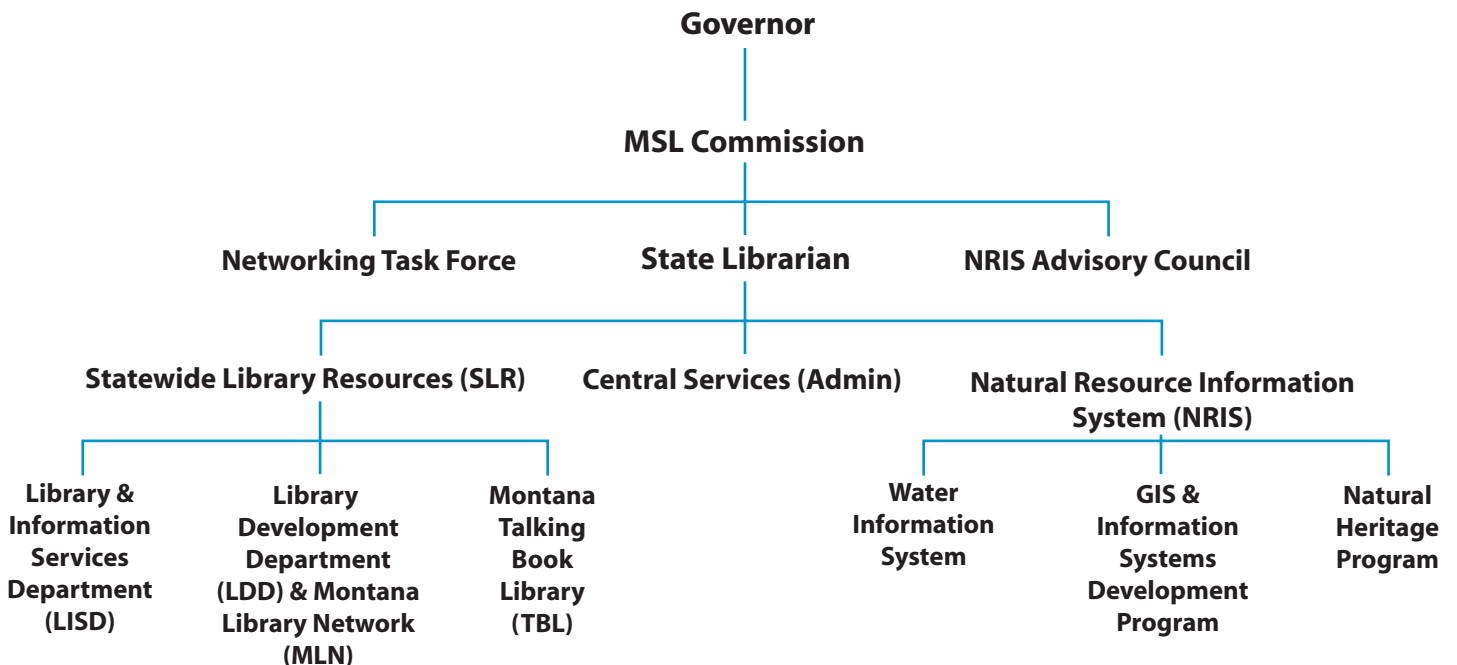 Governor
MSL Commission
Networking Task Force
State Librarian
NRIS Advisory Council
Statewide Library Resources (SLR)
Central Services (Admin)
Natural Resource Information
System (NRIS)
Library &
Information
Services
Department
(LISD)
Library
Development
Department
(LDD) & Montana
Library Network
(MLN)
Montana
Talking
Book
Library
(TBL)
Water
Information
System
GIS &
Information
Systems
Development
Program
Natural
Heritage
Program